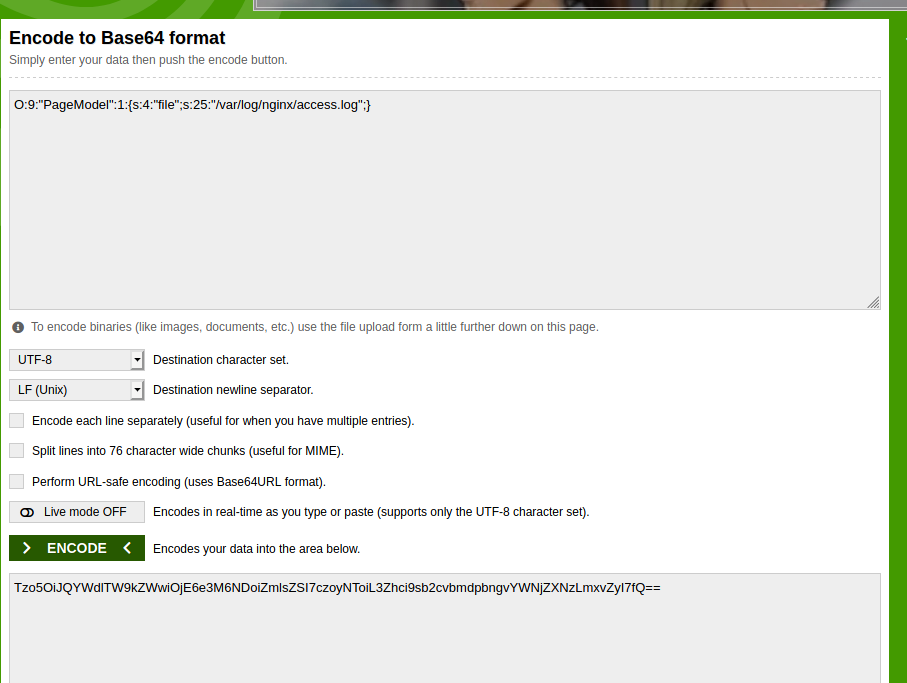 Encode to Base64 format
Simply enter your data then push the encode button.
O:9:"PageModel":1:{s:4:"file";s:25:"/var/log/nginx/access.log";}
To encode binaries (like images, documents, etc.) use the file upload form a little further down on this page.
UTF-8 Destination character set.
LF (Unix) Destination newline separator.
Encode each line separately (useful for when you have multiple entries).
Split lines into 76 character wide chunks (useful for MIME).
Perform URL-safe encoding (uses Base64URL format).
Live mode OFF Encodes in real-time as you type or paste (supports only the UTF-8 character set).
ENCODE Encodes your data into the area below.
Tzo5OiJQYWdlTW9kZWwiOjE6e3M6NDoiZmlsZSI7czoyNToiL3Zhci9sb2cvbmdpbngvYWNjZXNzLmxvZyI7fQ==